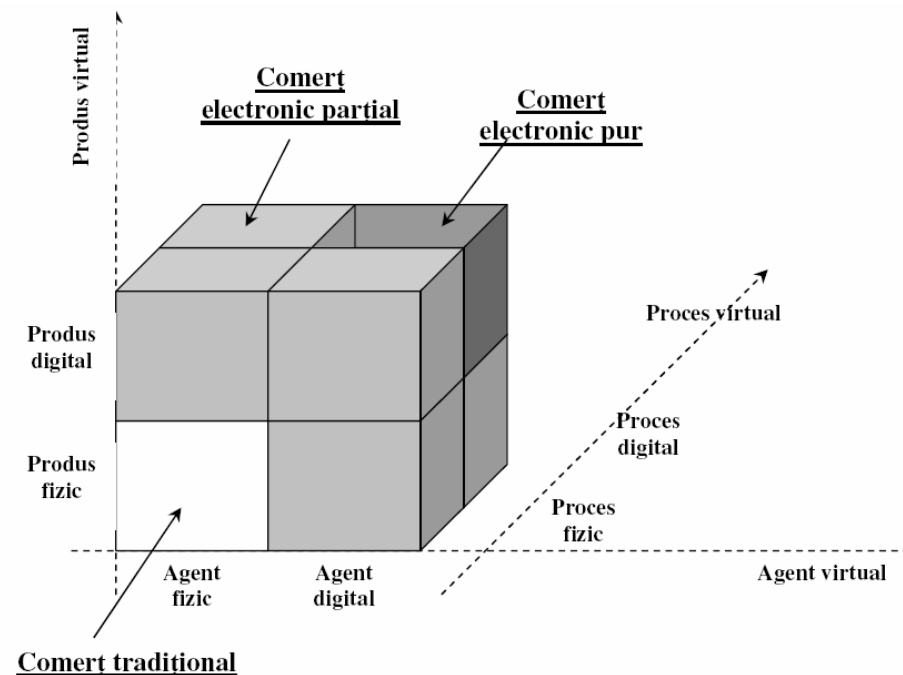 Produs virtual
Comerț
electronic parțial
Comerț
electronic pur
Proces virtual
Produs
digital
Proces
digital
Produs
fizic
Proces
fizic
Agent
fizic
Agent
digital
Agent virtual
Comerț tradițional